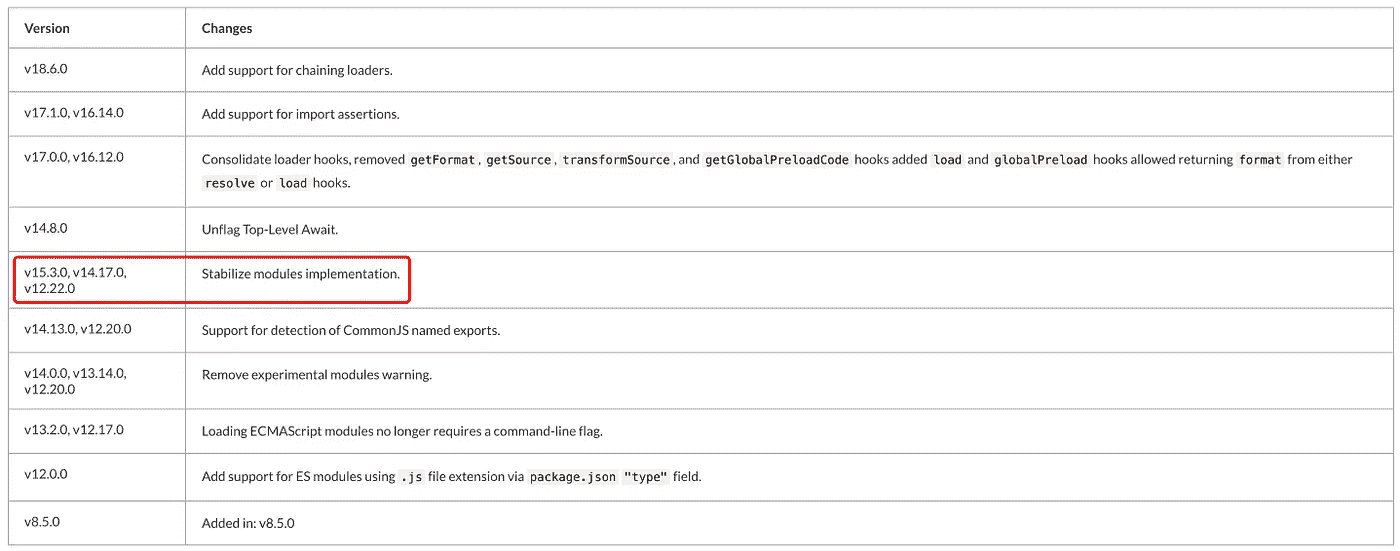 Version Changes
v18.6.0 Add support for chaining loaders.
v17.1.0, v16.14.0 Add support for import assertions.
v17.0.0, v16.12.0 Consolidate loader hooks, removed getFormat, getSource, transformSource, and getGlobalPreloadCode hooks added load and globalPreload hooks allowed returning format from either
resolve or load hooks.
v14.8.0 Unflag Top-Level Await.
v15.3.0, v14.17.0, Stabilize modules implementation.
v12.22.0
v14.13.0, v12.20.0 Support for detection of CommonJS named exports.
v14.0.0, v13.14.0, Remove experimental modules warning.
v12.20.0
v13.2.0, v12.17.0 Loading ECMAScript modules no longer requires a command-line flag.
v12.0.0 Add support for ES modules using .js file extension via package.json "type" field.
v8.5.0 Added in: v8.5.0